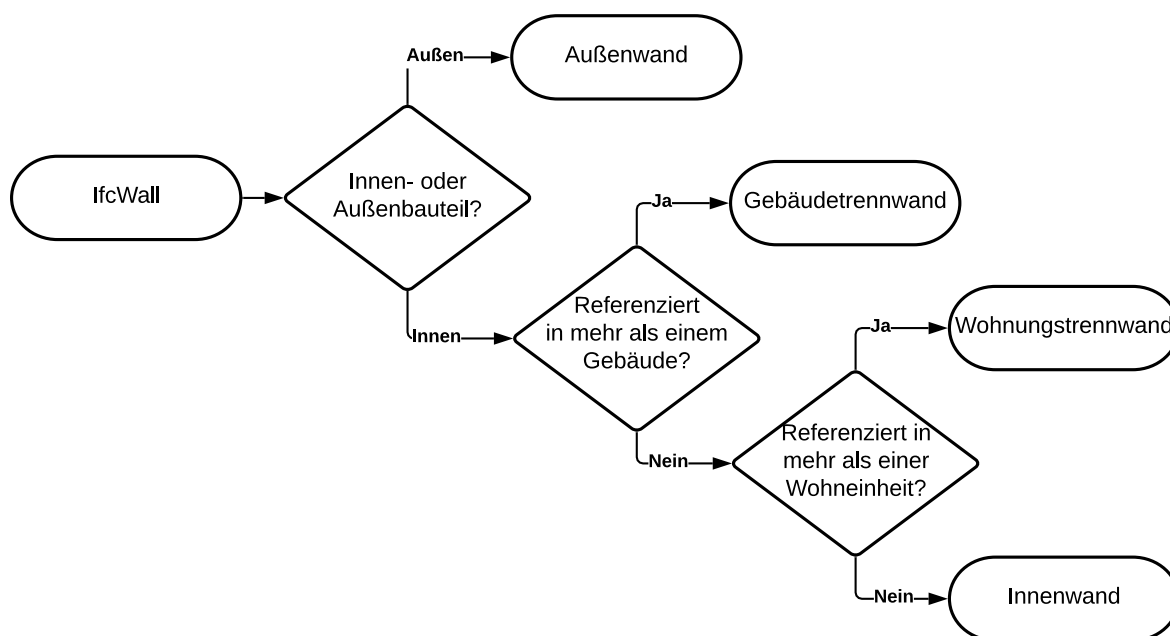 Außen
Außenwand
IfcWall
Innen- oder
Außenbauteil?
Ja
Gebäudetrennwand
Innen
Referenziert
in mehr als einem
Gebäude?
Ja
Wohnungstrennwand
Nein
Referenziert in
mehr als einer
Wohneinheit?
Nein
Innenwand